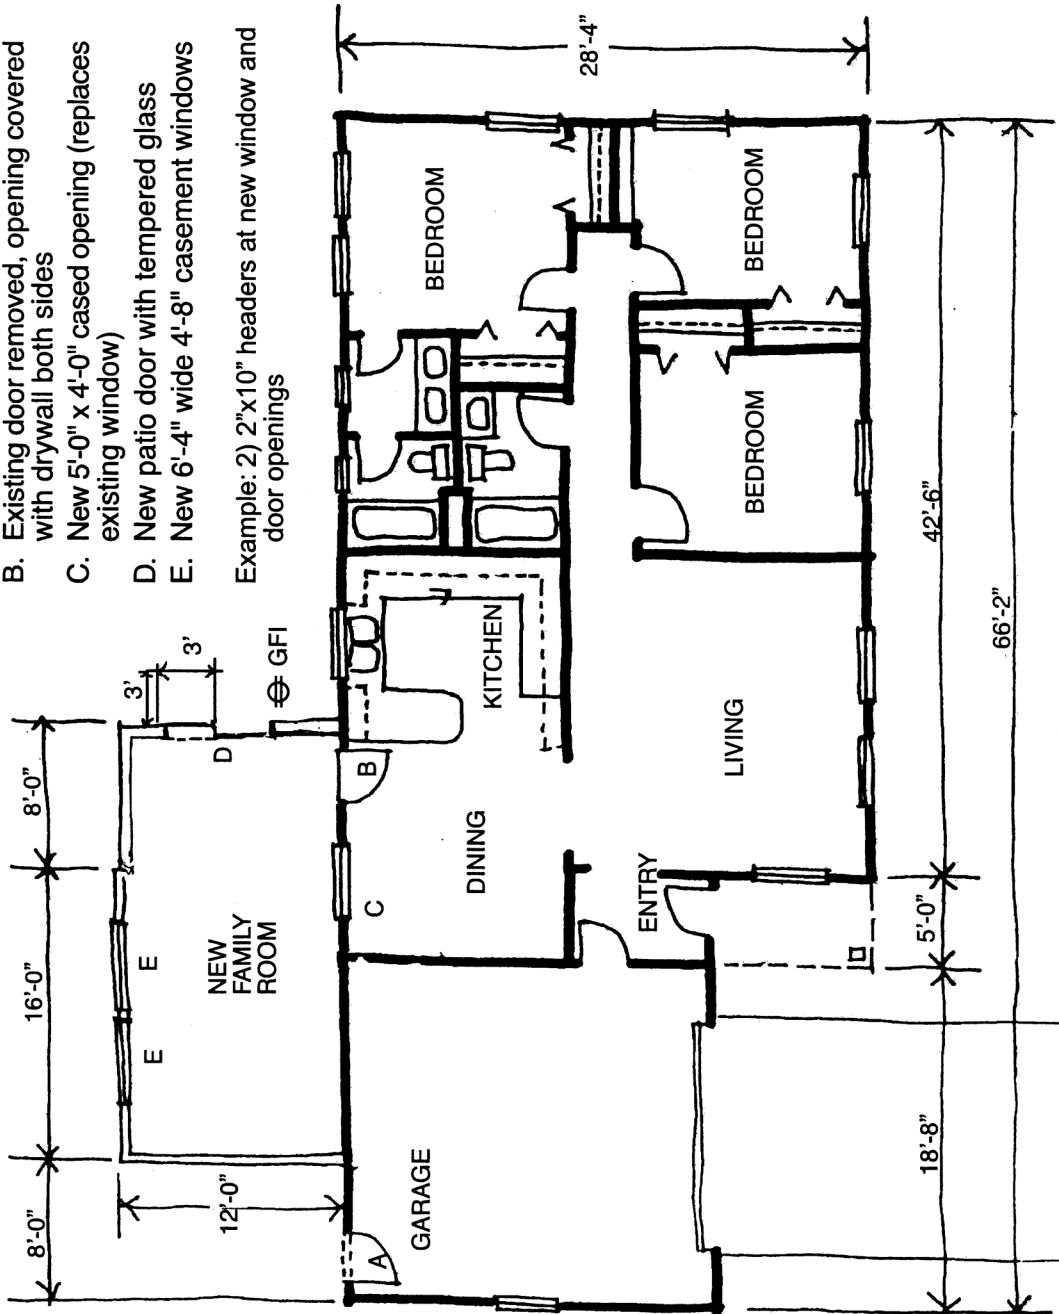 B. Existing door removed, opening covered
with drywall both sides
C. New 5'-0" x 4'-0" cased opening (replaces
existing window)
D. New patio door with tempered glass
E. New 6'-4" wide 4'-8" casement windows
Example: 2) 2"x10" headers at new window and
door openings
8'-0"
16'-0"
8'-0"
12'-0"
3'
3'
GFI
28'-4"
NEW
FAMILY
ROOM
E
E
D
A
B
C
GARAGE
DINING
KITCHEN
BEDROOM
ENTRY
LIVING
BEDROOM
BEDROOM
18'-8"
5'-0"
42'-6"
66'-2"